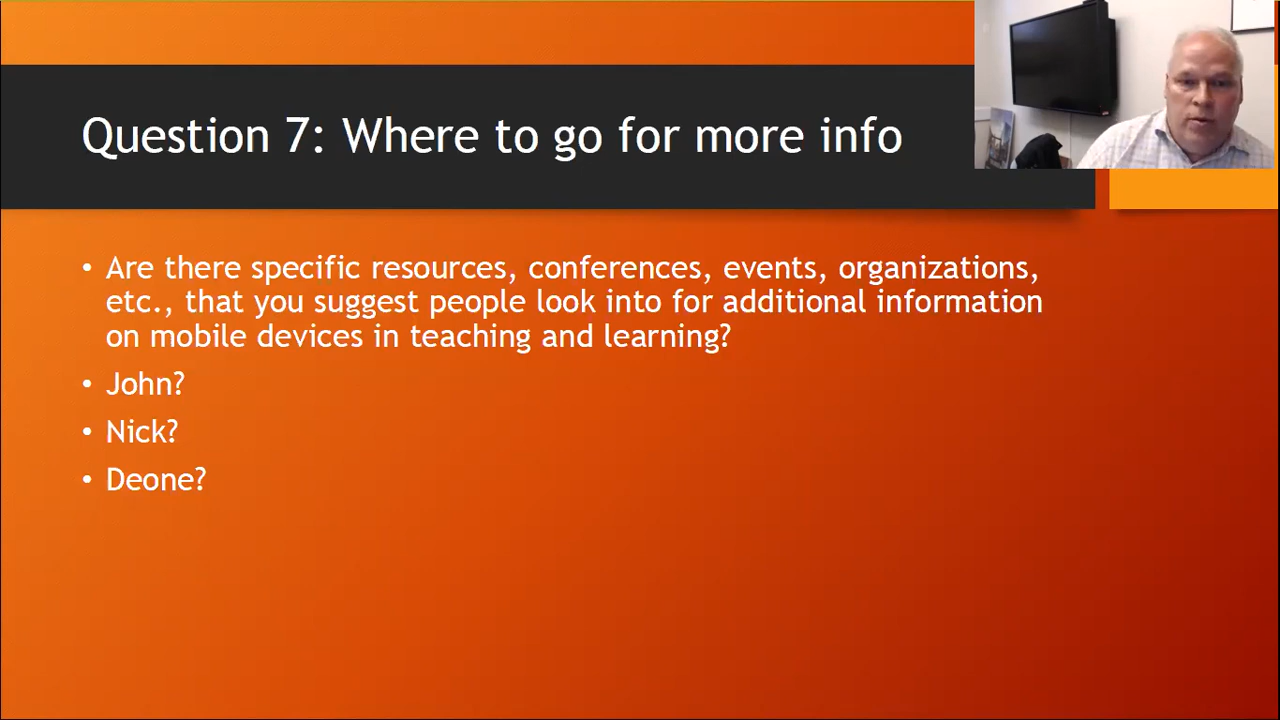 Question 7: Where to go for more info
• Are there specific resources, conferences, events, organizations,
etc., that you suggest people look into for additional information
on mobile devices in teaching and learning?
• John?
• Nick?
• Deone?